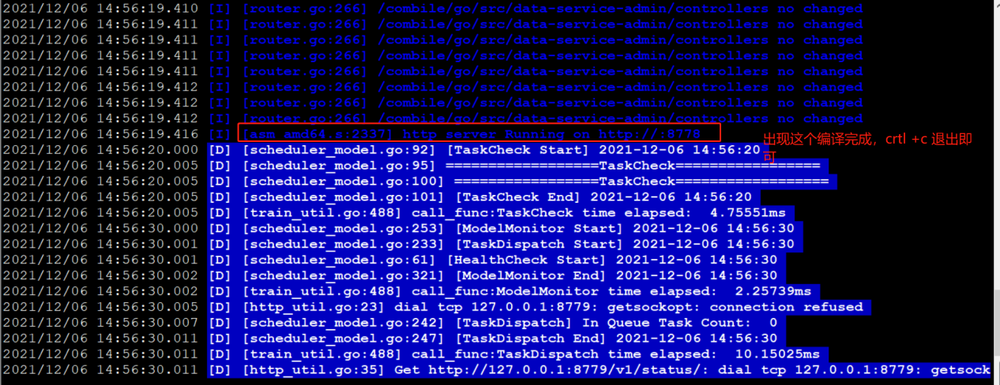 2021/12/06 14:56:19.410 [I] [router.go:266] /combile/go/src/data-service-admin/controllers no changed
2021/12/06 14:56:19.411 [I] [router.go:266] /combile/go/src/data-service-admin/controllers no changed
2021/12/06 14:56:19.411 [I] [router.go:266] /combile/go/src/data-service-admin/controllers no changed
2021/12/06 14:56:19.411 [I] [router.go:266] /combile/go/src/data-service-admin/controllers no changed
2021/12/06 14:56:19.412 [I] [router.go:266] /combile/go/src/data-service-admin/controllers no changed
2021/12/06 14:56:19.412 [I] [router.go:266] /combile/go/src/data-service-admin/controllers no changed
2021/12/06 14:56:19.412 [I] [router.go:266] /combile/go/src/data-service-admin/controllers no changed
2021/12/06 14:56:19.412 [I] [router.go:266] /combile/go/src/data-service-admin/controllers no changed
2021/12/06 14:56:19.416 [I] [asm_amd64.s:2337] http server Running on http://:8778
出现这个编译完成，crtl +c 退出即
可
2021/12/06 14:56:20.000 [D] [scheduler_model.go:92] [TaskCheck Start] 2021-12-06 14:56:20
2021/12/06 14:56:20.005 [D] [scheduler_model.go:95] ==================TaskCheck==================
2021/12/06 14:56:20.005 [D] [scheduler_model.go:100] =================TaskCheck==================
2021/12/06 14:56:20.005 [D] [scheduler_model.go:101] [TaskCheck End] 2021-12-06 14:56:20
2021/12/06 14:56:20.005 [D] [train_util.go:488] call_func:TaskCheck time elapsed:  4.75551ms
2021/12/06 14:56:30.000 [D] [scheduler_model.go:253] [ModelMonitor Start] 2021-12-06 14:56:30
2021/12/06 14:56:30.001 [D] [scheduler_model.go:233] [TaskDispatch Start] 2021-12-06 14:56:30
2021/12/06 14:56:30.001 [D] [scheduler_model.go:61] [HealthCheck Start] 2021-12-06 14:56:30
2021/12/06 14:56:30.002 [D] [scheduler_model.go:321] [ModelMonitor End] 2021-12-06 14:56:30
2021/12/06 14:56:30.002 [D] [train_util.go:488] call_func:ModelMonitor time elapsed:  2.25739ms
2021/12/06 14:56:30.005 [D] [http_util.go:23] dial tcp 127.0.0.1:8779: getsockopt: connection refused
2021/12/06 14:56:30.007 [D] [scheduler_model.go:242] [TaskDispatch] In Queue Task Count:  0
2021/12/06 14:56:30.011 [D] [scheduler_model.go:247] [TaskDispatch End] 2021-12-06 14:56:30
2021/12/06 14:56:30.011 [D] [train_util.go:488] call_func:TaskDispatch time elapsed:  10.15025ms
2021/12/06 14:56:30.011 [D] [http_util.go:35] Get http://127.0.0.1:8779/v1/status/: dial tcp 127.0.0.1:8779: getsock